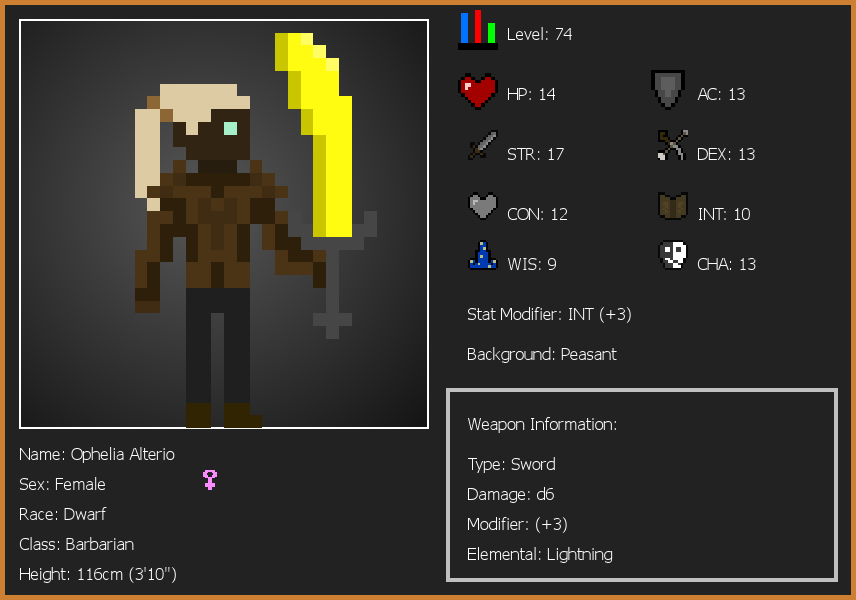 Level: 74
HP: 14
AC: 13
STR: 17
DEX: 13
CON: 12
INT: 10
WIS: 9
CHA: 13
Stat Modifier: INT (+3)
Background: Peasant
Weapon Information:
Type: Sword
Damage: d6
Modifier: (+3)
Elemental: Lightning
Name: Ophelia Alterio
Sex: Female
Race: Dwarf
Class: Barbarian
Height: 116cm (3'10")